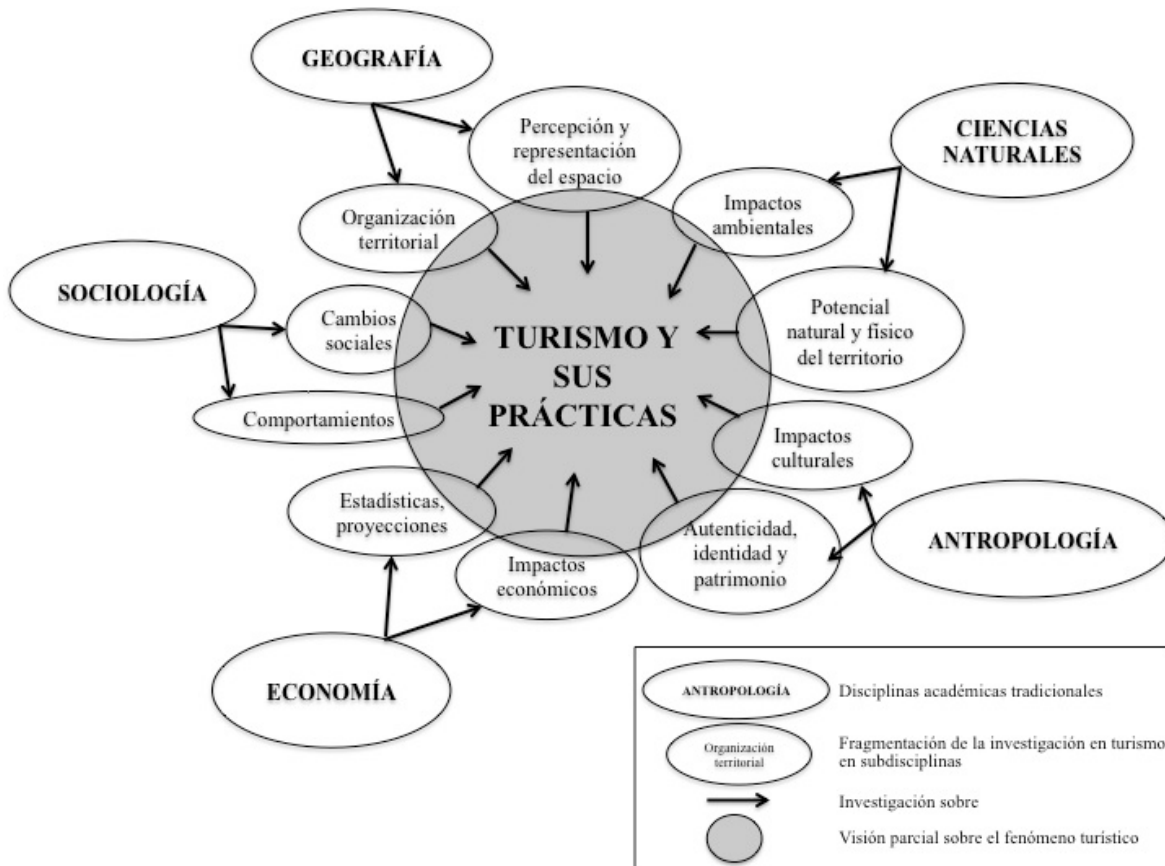 GEOGRAFÍA
Percepción y
representación
del espacio
CIENCIAS
NATURALES
Organización
territorial
Impactos
ambientales
SOCIOLOGÍA
Cambios
sociales
Potencial
natural y físico
del territorio
TURISMO Y
SUS
PRÁCTICAS
Comportamientos
Impactos
culturales
Estadísticas,
proyecciones
Autenticidad,
identidad y
patrimonio
ANTROPOLOGÍA
Impactos
económicos
ECONOMÍA
ANTROPOLOGÍA
Disciplinas académicas tradicionales
Organización
territorial
Fragmentación de la investigación en turismo
en subdisciplinas
Investigación sobre
Visión parcial sobre el fenómeno turístico